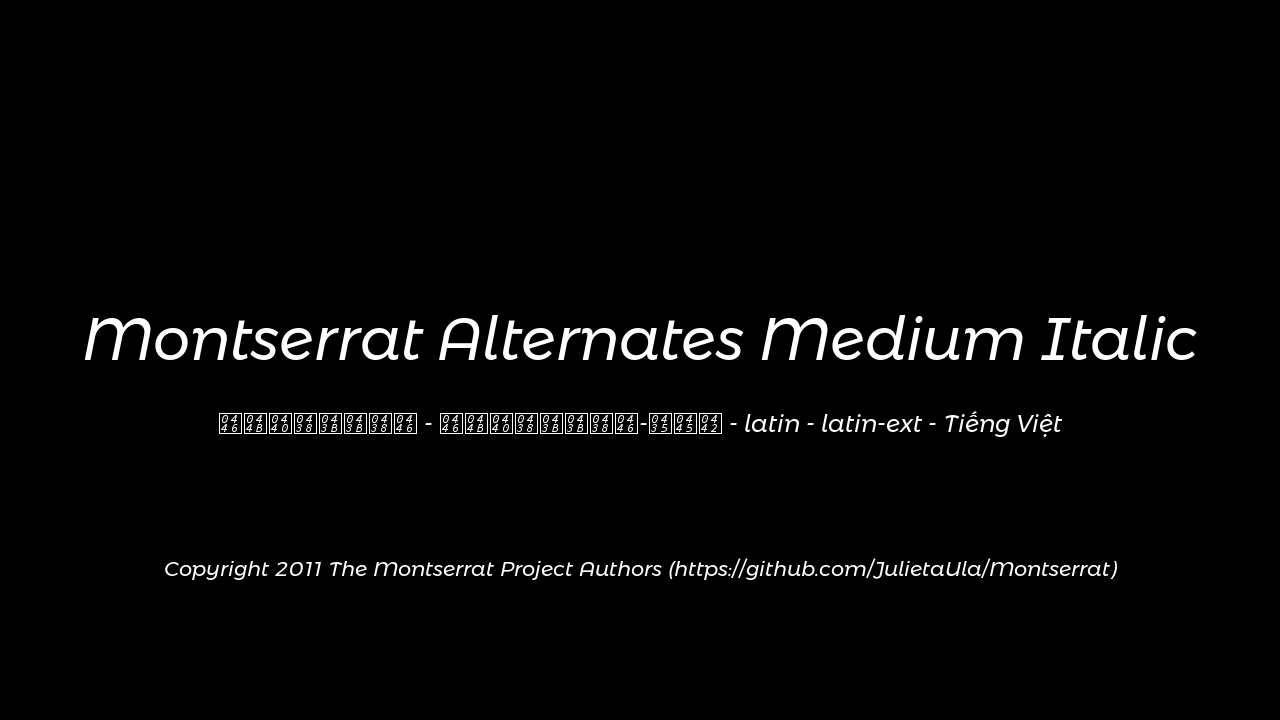 Montserrat Alternates Medium Italic
- - - latin - latin-ext - Tiếng Việt
Copyright 2011 The Montserrat Project Authors (https://github.com/JulietaUla/Montserrat)